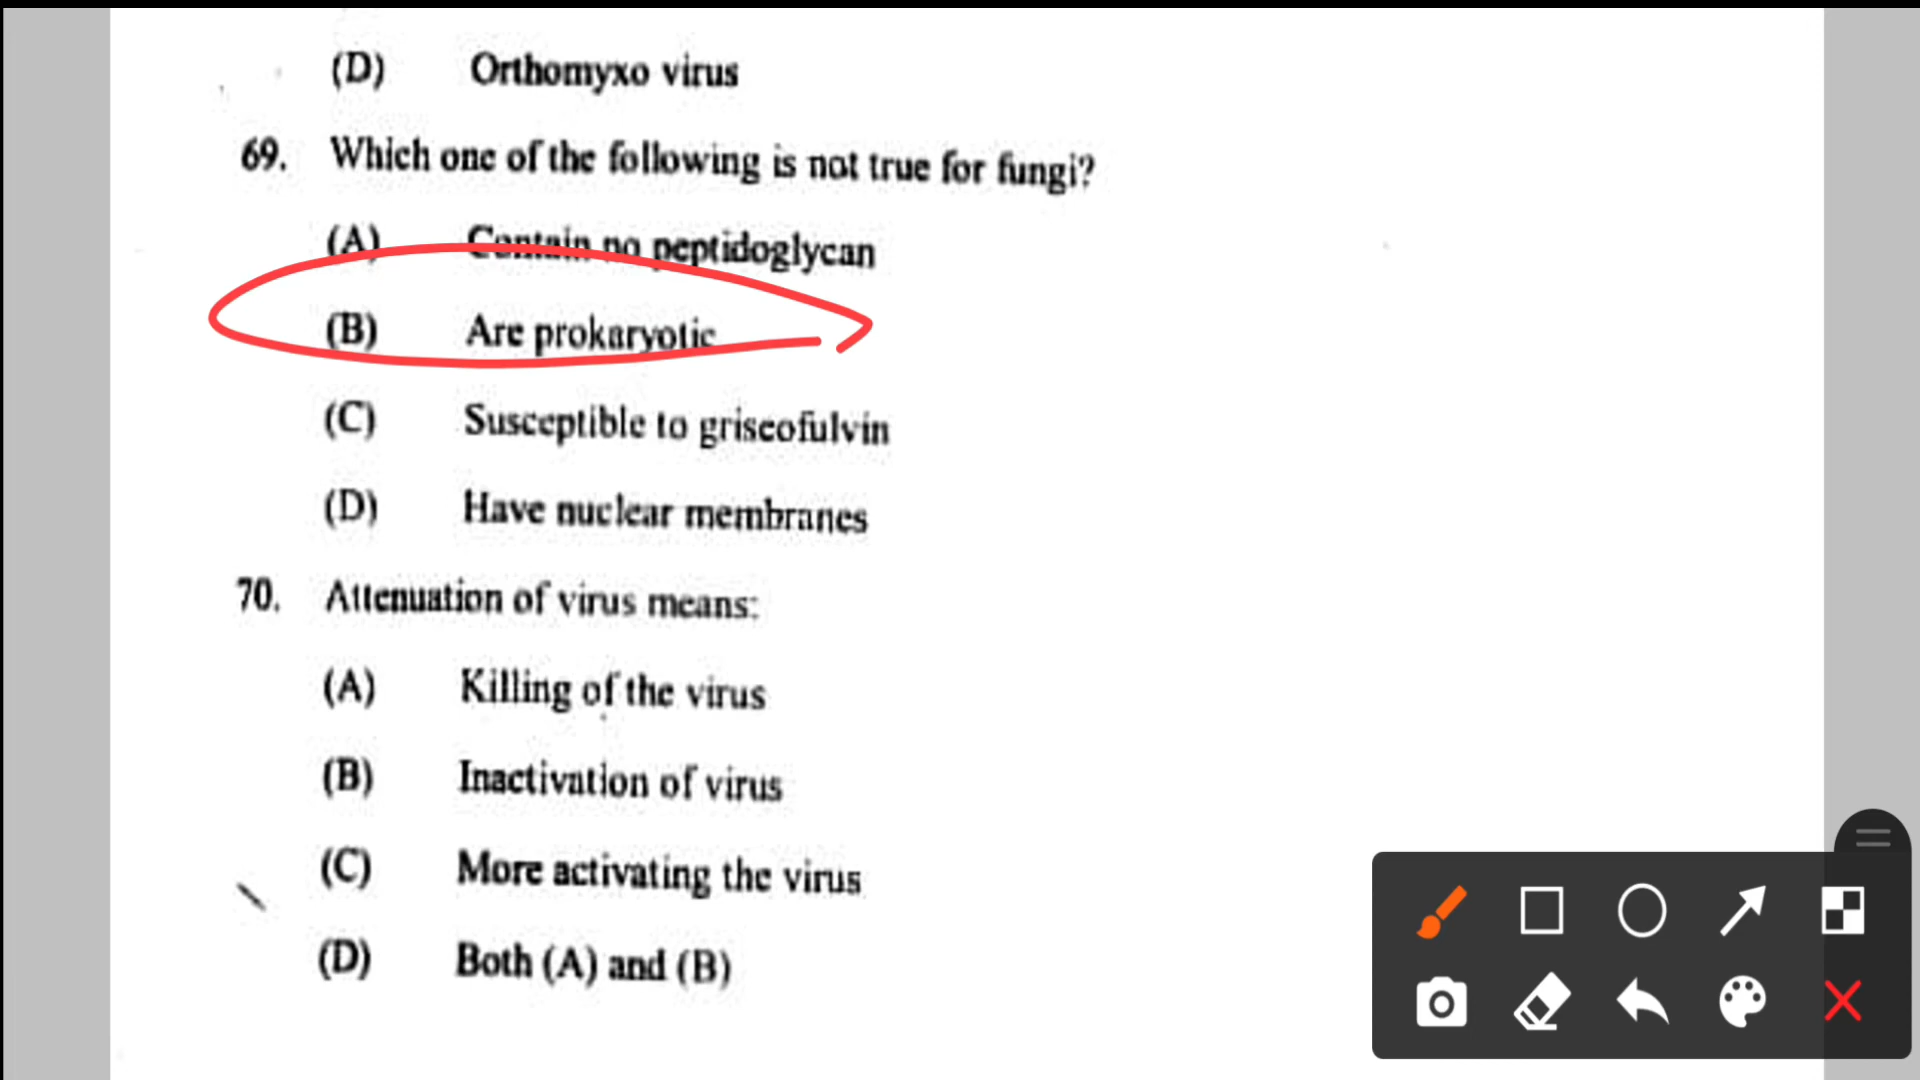 (D) Orthomyxo virus
69. Which one of the following is not true for fungi?
(A) Contain no peptidoglycan
(B) Are prokaryotic
(C) Susceptible to griseofulvin
(D) Have nuclear membranes
70. Attenuation of virus means:
(A) Killing of the virus
(B) Inactivation of virus
(C) More activating the virus
(D) Both (A) and (B)